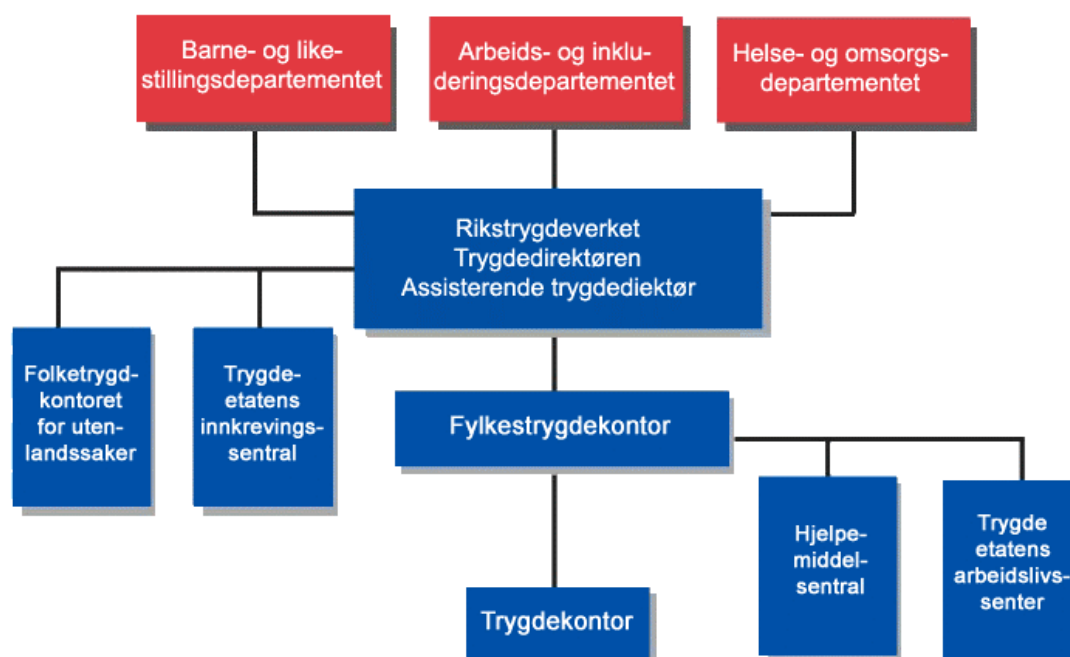 Barne- og like-
stillingsdepartementet
Arbeids- og inklu-
deringsdepartementet
Helse- og omsorgs-
departementet
Rikstrygdeverket
Trygdedirektøren
Assisterende trygdediektør
Folketrygd-
kontoret
for uten-
landssaker
Trygde-
etatens
innkrevings-
sentral
Fylkestrygdekontor
Hjelpe-
middel-
sentral
Trygde
etatens
arbeidslivs-
senter
Trygdekontor